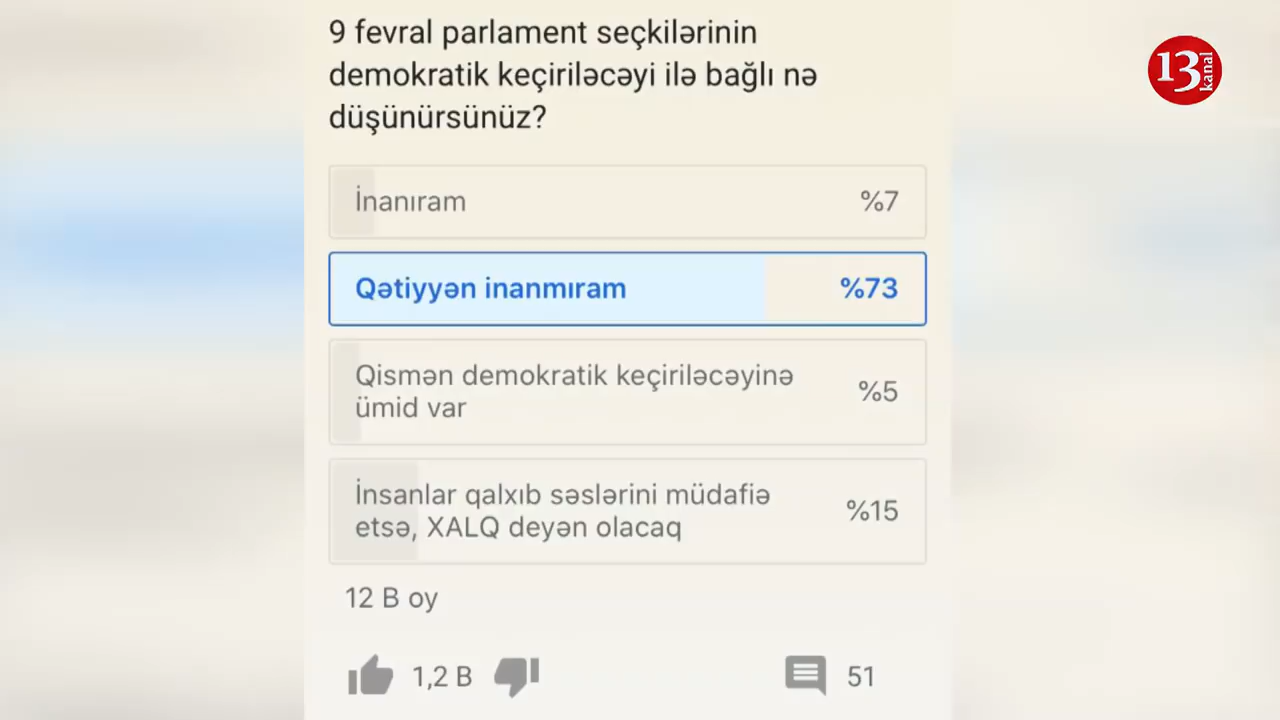 9 fevral parlament seçkilərinin
demokratik keçiriləcəyi ilə bağlı nə
düşünürsünüz?
13 kanal
İnanıram %7
Qətiyyən inanmıram %73
Qismən demokratik keçiriləcəyinə
ümid var %5
İnsanlar qalxıb səslərini müdafiə
etsə, XALQ deyən olacaq %15
12 B oy
1,2 B 51